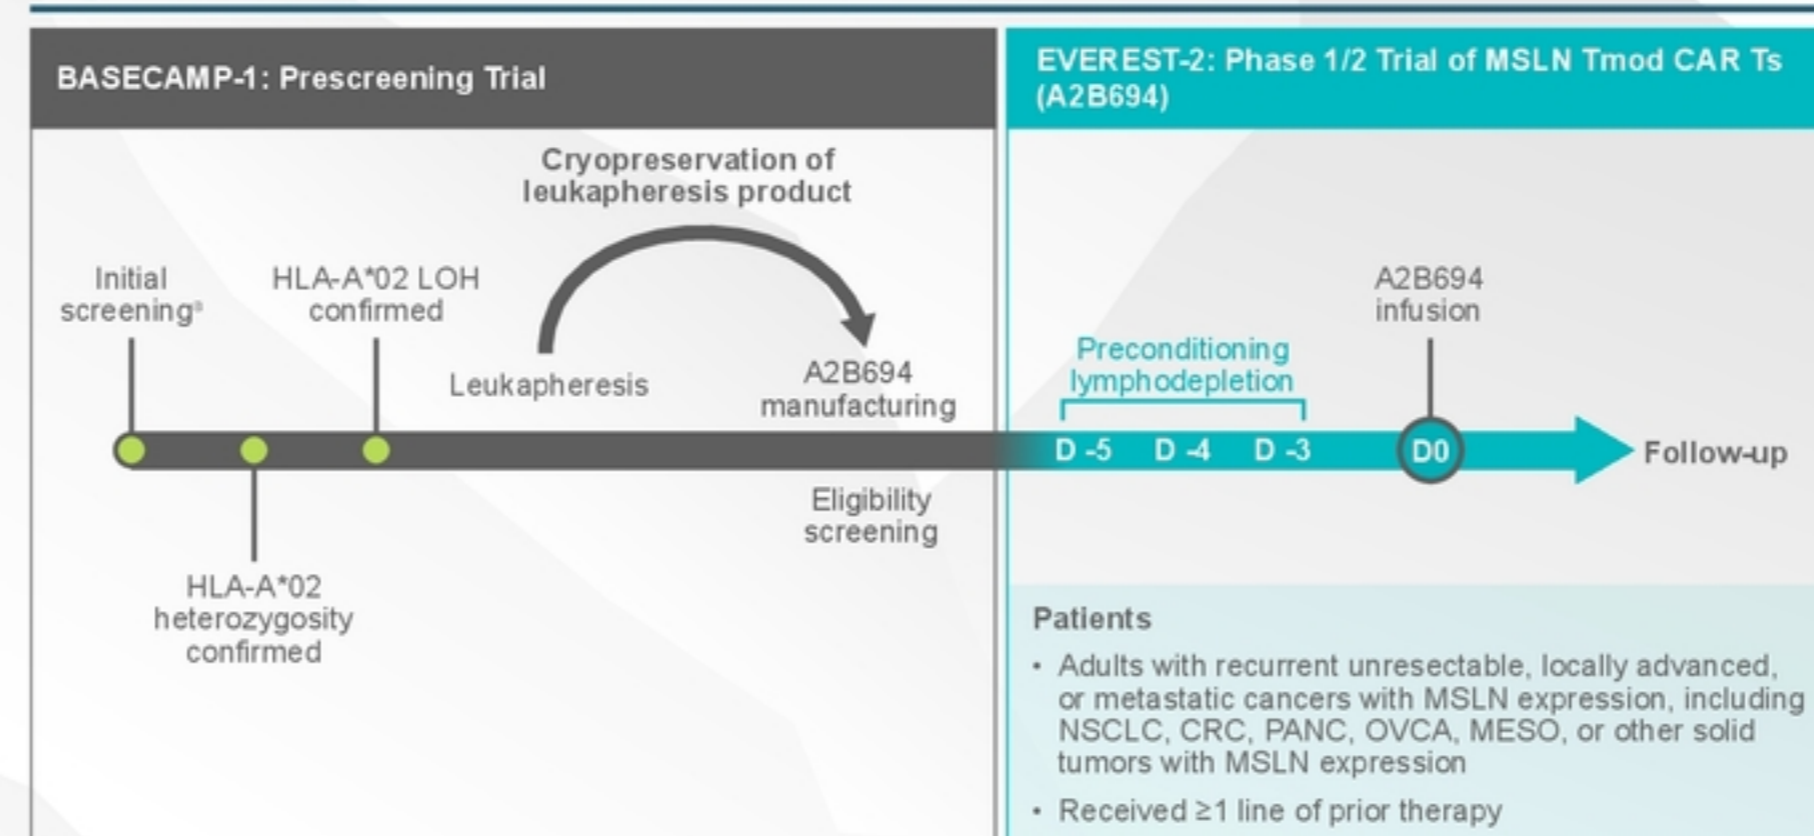 BASECAMP-1: Prescreening Trial
Cryopreservation of
leukapheresis product
Initial
screeningª
HLA-A*02 LOH
confirmed
Leukapheresis
A2B694
manufacturing
Eligibility
screening
HLA-A*02
heterozygosity
confirmed
EVEREST-2: Phase 1/2 Trial of MSLN Tmod CAR Ts
(A2B694)
A2B694
infusion
Preconditioning
lymphodepletion
D -5 D -4 D -3 D0 Follow-up
Patients
• Adults with recurrent unresectable, locally advanced,
or metastatic cancers with MSLN expression, including
NSCLC, CRC, PANC, OVCA, MESO, or other solid
tumors with MSLN expression
• Received ≥1 line of prior therapy